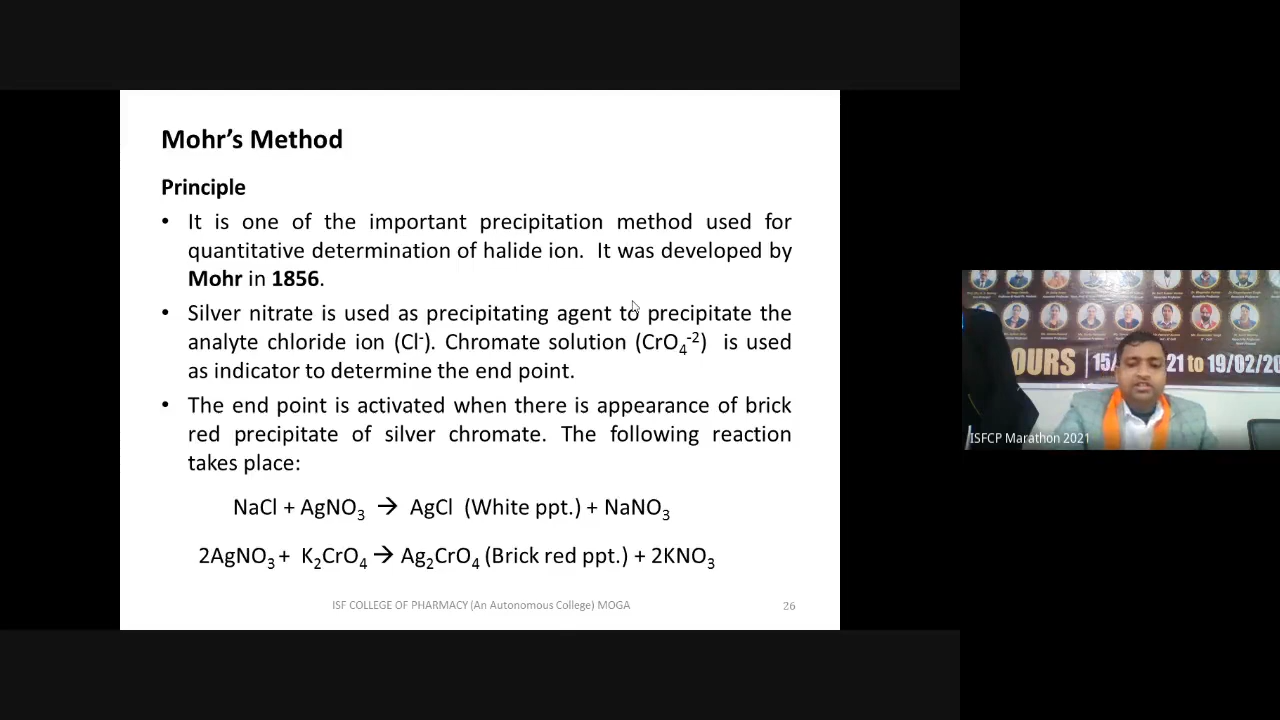 Mohr’s Method
Principle
• It is one of the important precipitation method used for
quantitative determination of halide ion. It was developed by
Mohr in 1856.
• Silver nitrate is used as precipitating agent to precipitate the
analyte chloride ion (Cl⁻). Chromate solution (CrO₄⁻²) is used
as indicator to determine the end point.
• The end point is activated when there is appearance of brick
red precipitate of silver chromate. The following reaction
takes place:
NaCl + AgNO₃ → AgCl (White ppt.) + NaNO₃
2AgNO₃ + K₂CrO₄ → Ag₂CrO₄ (Brick red ppt.) + 2KNO₃
ISF COLLEGE OF PHARMACY (An Autonomous College) MOGA 26
OURS 15/ 21 to 19/02/20
ISFCP Marathon 2021